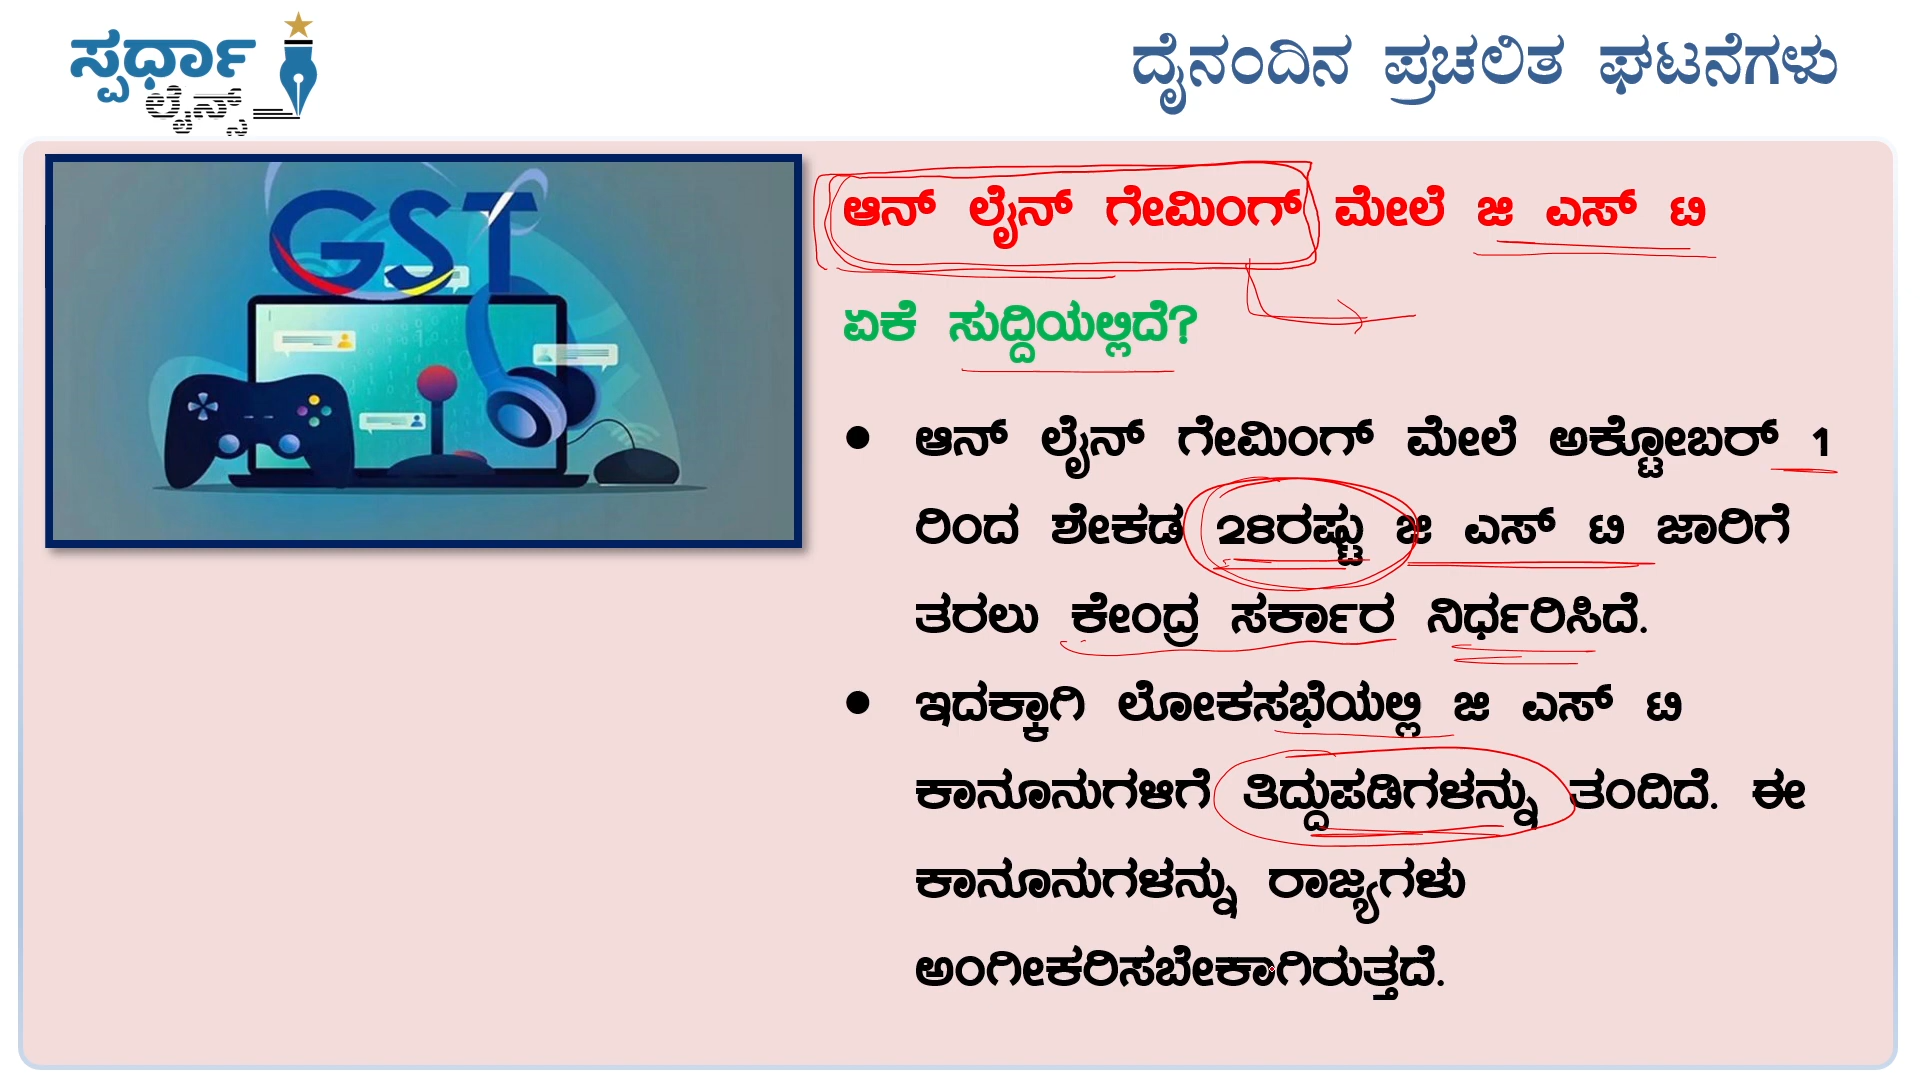 ಸ್ಪರ್ಧಾ
ಲೈನ್ಸ್
ದೈನಂದಿನ ಪ್ರಚಲಿತ ಘಟನೆಗಳು
GST
ಆನ್ ಲೈನ್ ಗೇಮಿಂಗ್ ಮೇಲೆ ಜಿ ಎಸ್ ಟಿ
ಏಕೆ ಸುದ್ದಿಯಲ್ಲಿದೆ?
● ಆನ್ ಲೈನ್ ಗೇಮಿಂಗ್ ಮೇಲೆ ಅಕ್ಟೋಬರ್ 1
ರಿಂದ ಶೇಕಡ 28ರಷ್ಟು ಜಿ ಎಸ್ ಟಿ ಜಾರಿಗೆ
ತರಲು ಕೇಂದ್ರ ಸರ್ಕಾರ ನಿರ್ಧರಿಸಿದೆ.
● ಇದಕ್ಕಾಗಿ ಲೋಕಸಭೆಯಲ್ಲಿ ಜಿ ಎಸ್ ಟಿ
ಕಾನೂನುಗಳಿಗೆ ತಿದ್ದುಪಡಿಗಳನ್ನು ತಂದಿದೆ. ಈ
ಕಾನೂನುಗಳನ್ನು ರಾಜ್ಯಗಳು
ಅಂಗೀಕರಿಸಬೇಕಾಗಿರುತ್ತದೆ.